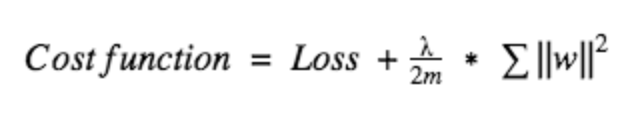 Cost function = Loss + λ/2m * ∑‖w‖²